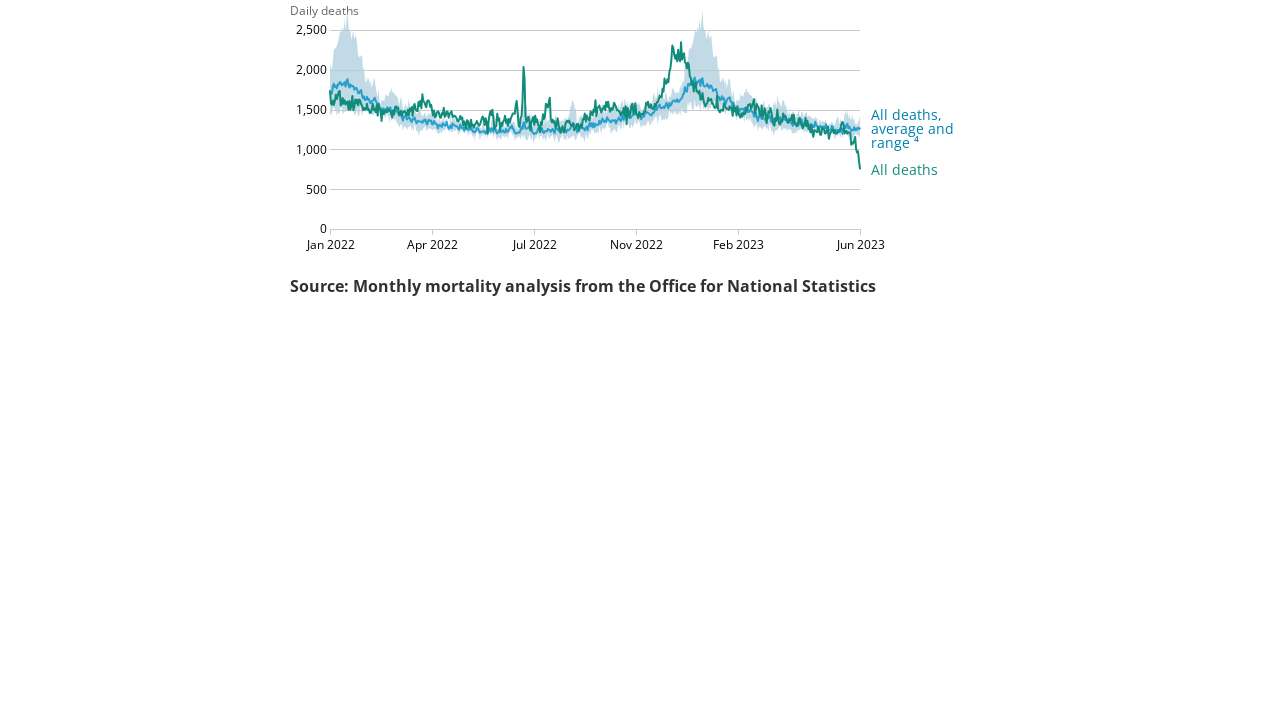 Daily deaths
2,500
2,000
1,500
1,000
500
0
Jan 2022 Apr 2022 Jul 2022 Nov 2022 Feb 2023 Jun 2023
All deaths,
average and
range ⁴
All deaths
Source: Monthly mortality analysis from the Office for National Statistics